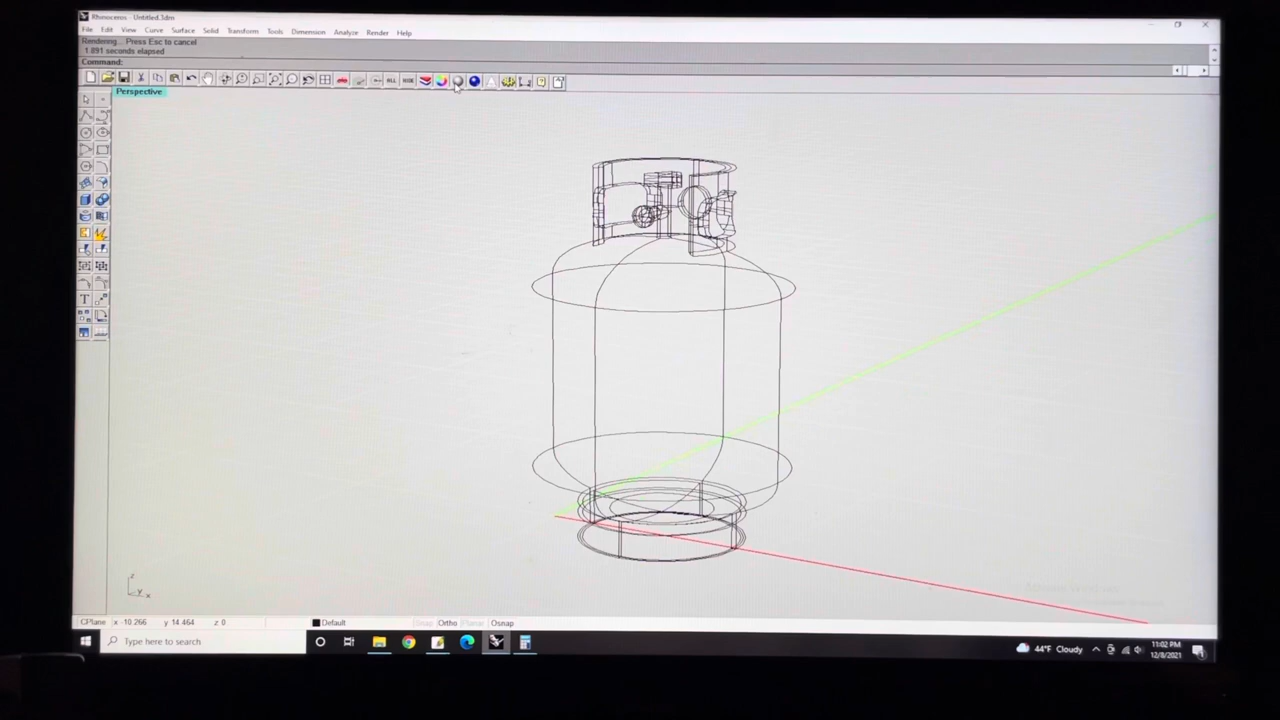 Rhinoceros - Untitled.3dm
File Edit View Curve Surface Solid Transform Tools Dimension Analyze Render Help
Rendering... Press Esc to cancel
1.891 seconds elapsed
Command:
Perspective
T
z
y x
CPlane x -10.266 y 14.464 z 0 Default Snap Ortho Planar Osnap
Type here to search
44°F Cloudy
11:02 PM
12/8/2021